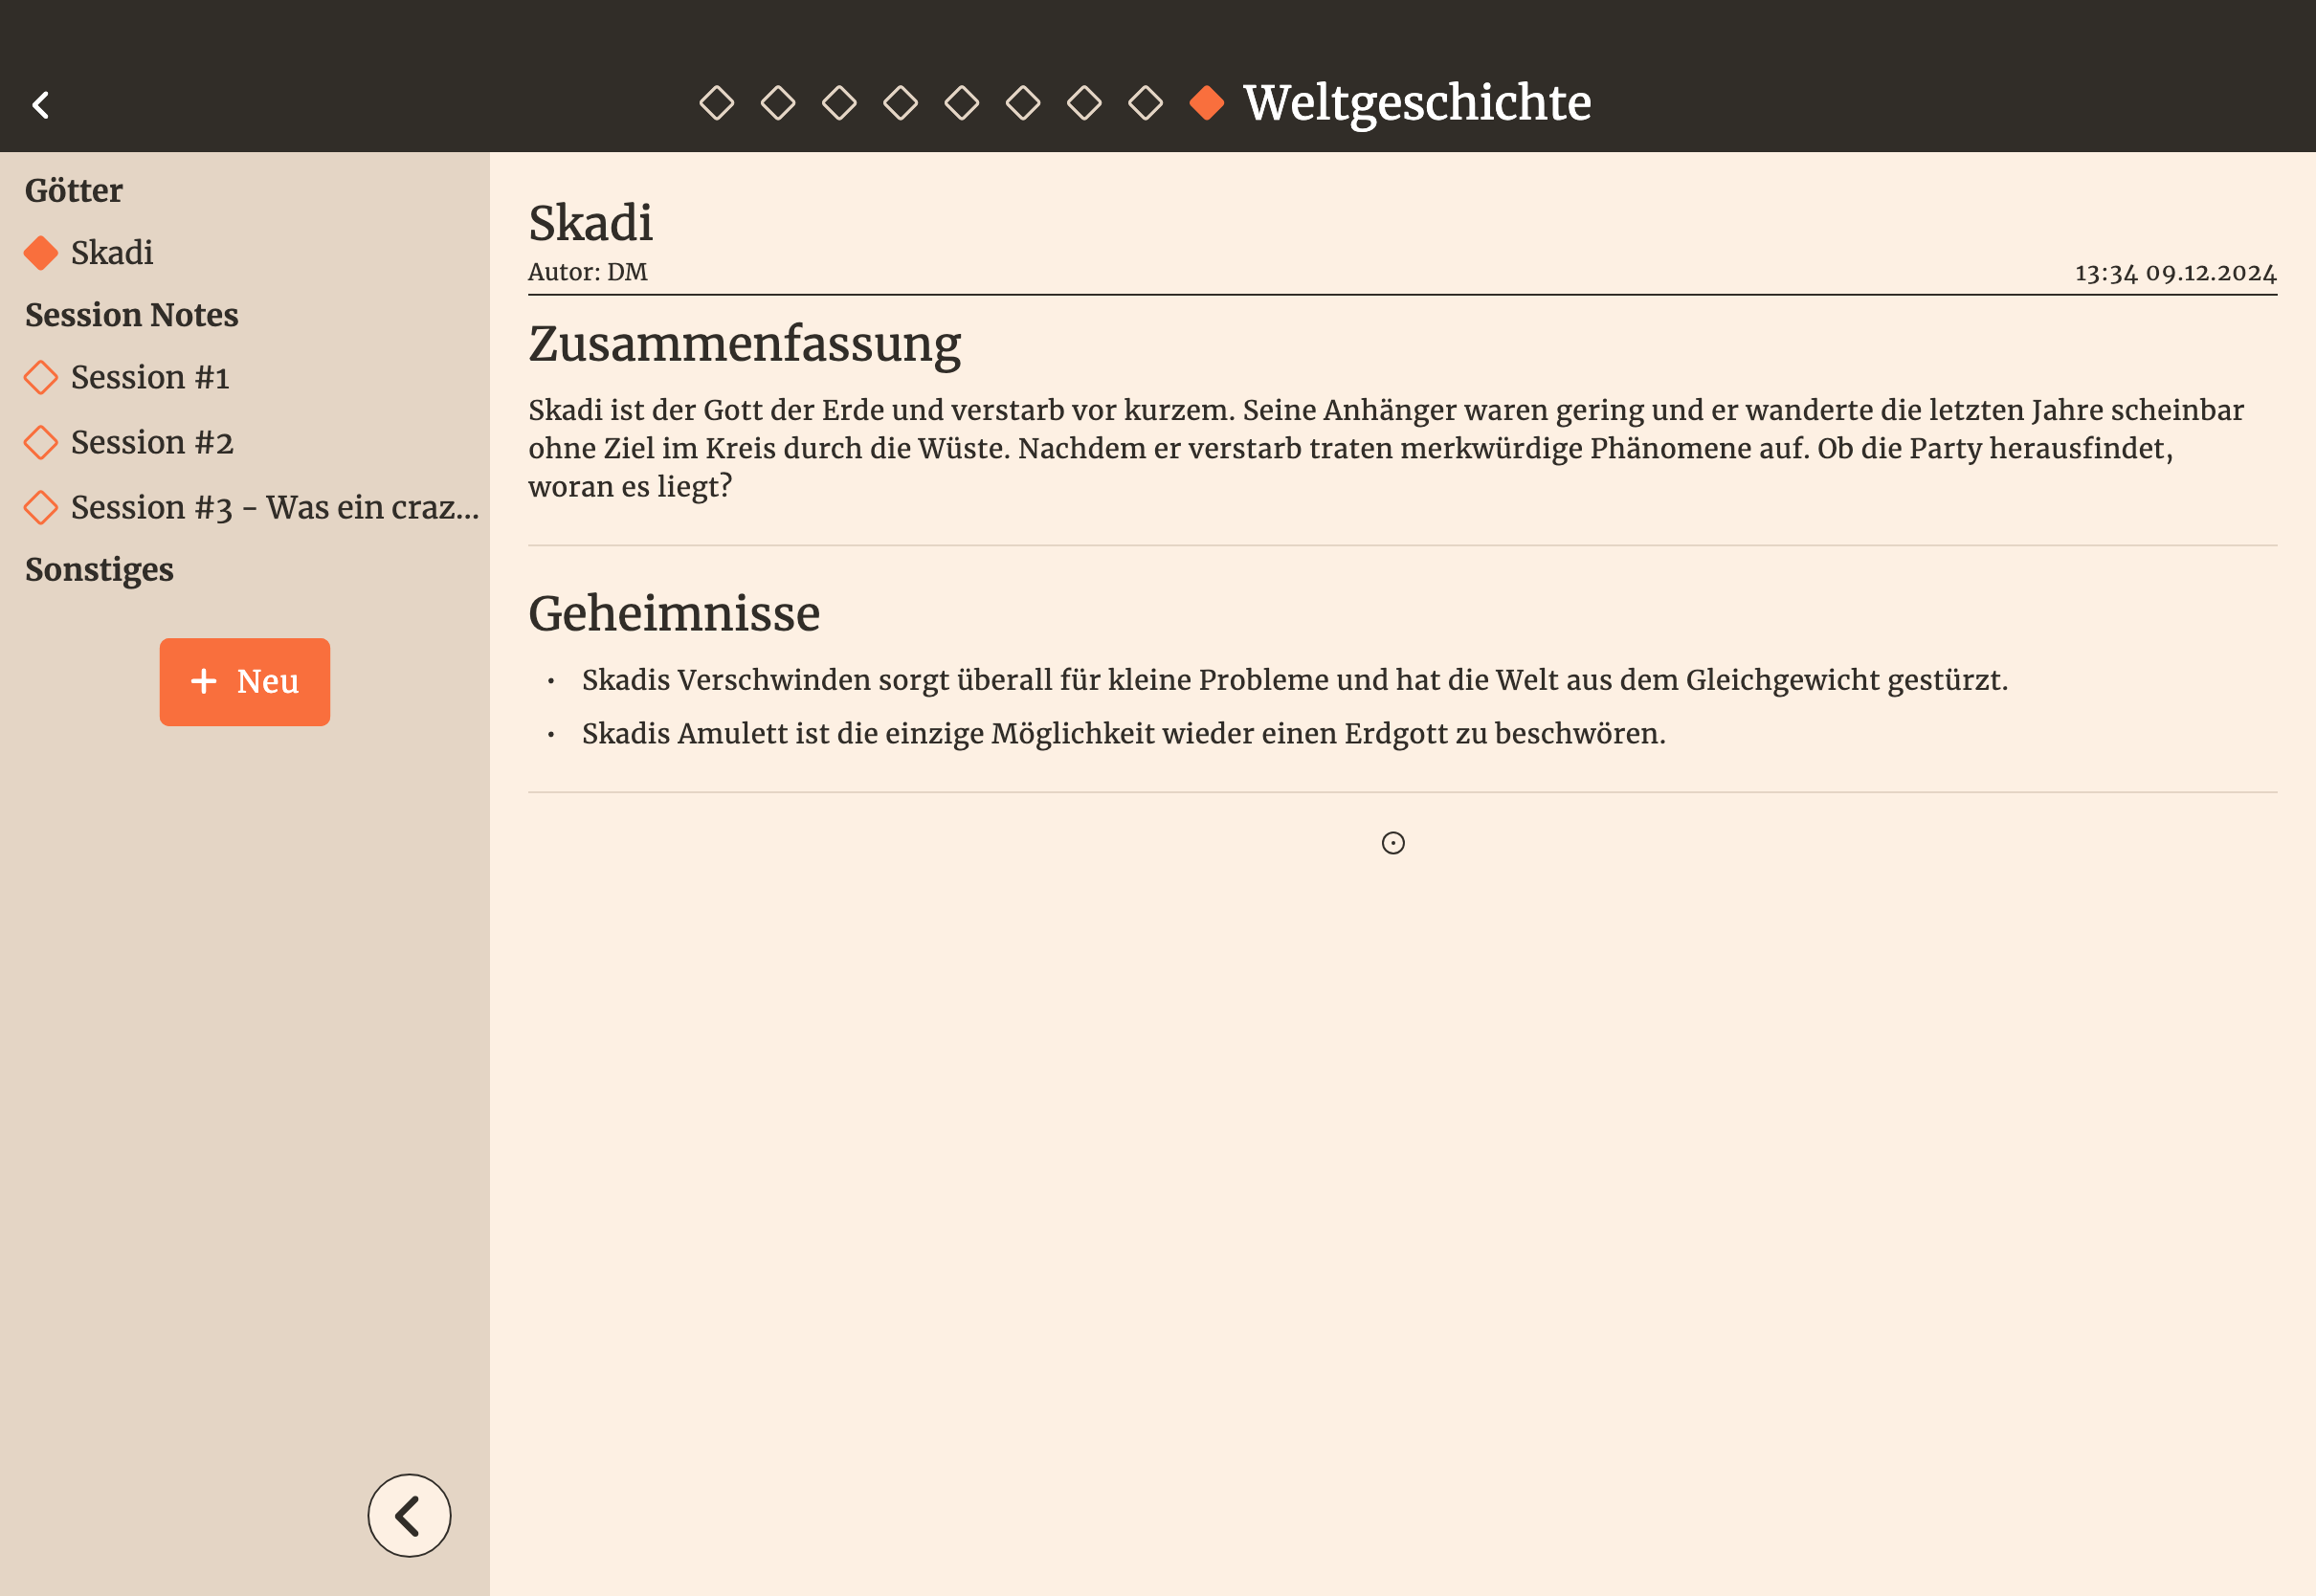 Weltgeschichte
Götter
Skadi
Session Notes
Session #1
Session #2
Session #3 - Was ein craz...
Sonstiges
Neu
Skadi
Autor: DM
13:34 09.12.2024
Zusammenfassung
Skadi ist der Gott der Erde und verstarb vor kurzem. Seine Anhänger waren gering und er wanderte die letzten Jahre scheinbar
ohne Ziel im Kreis durch die Wüste. Nachdem er verstarb traten merkwürdige Phänomene auf. Ob die Party herausfindet,
woran es liegt?
Geheimnisse
• Skadis Verschwinden sorgt überall für kleine Probleme und hat die Welt aus dem Gleichgewicht gestürzt.
• Skadis Amulett ist die einzige Möglichkeit wieder einen Erdgott zu beschwören.